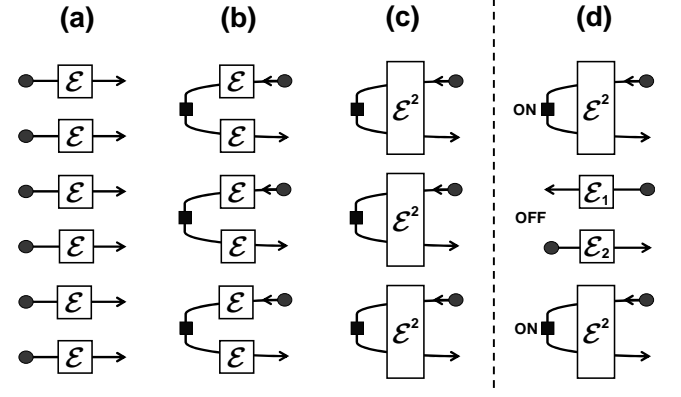 (a) (b) (c) (d)
ℰ ℰ ℰ² ON ℰ²
ℰ ℰ
ℰ ℰ ℰ² ℰ₁
OFF
ℰ ℰ ℰ₂
ℰ ℰ ℰ² ON ℰ²
ℰ ℰ